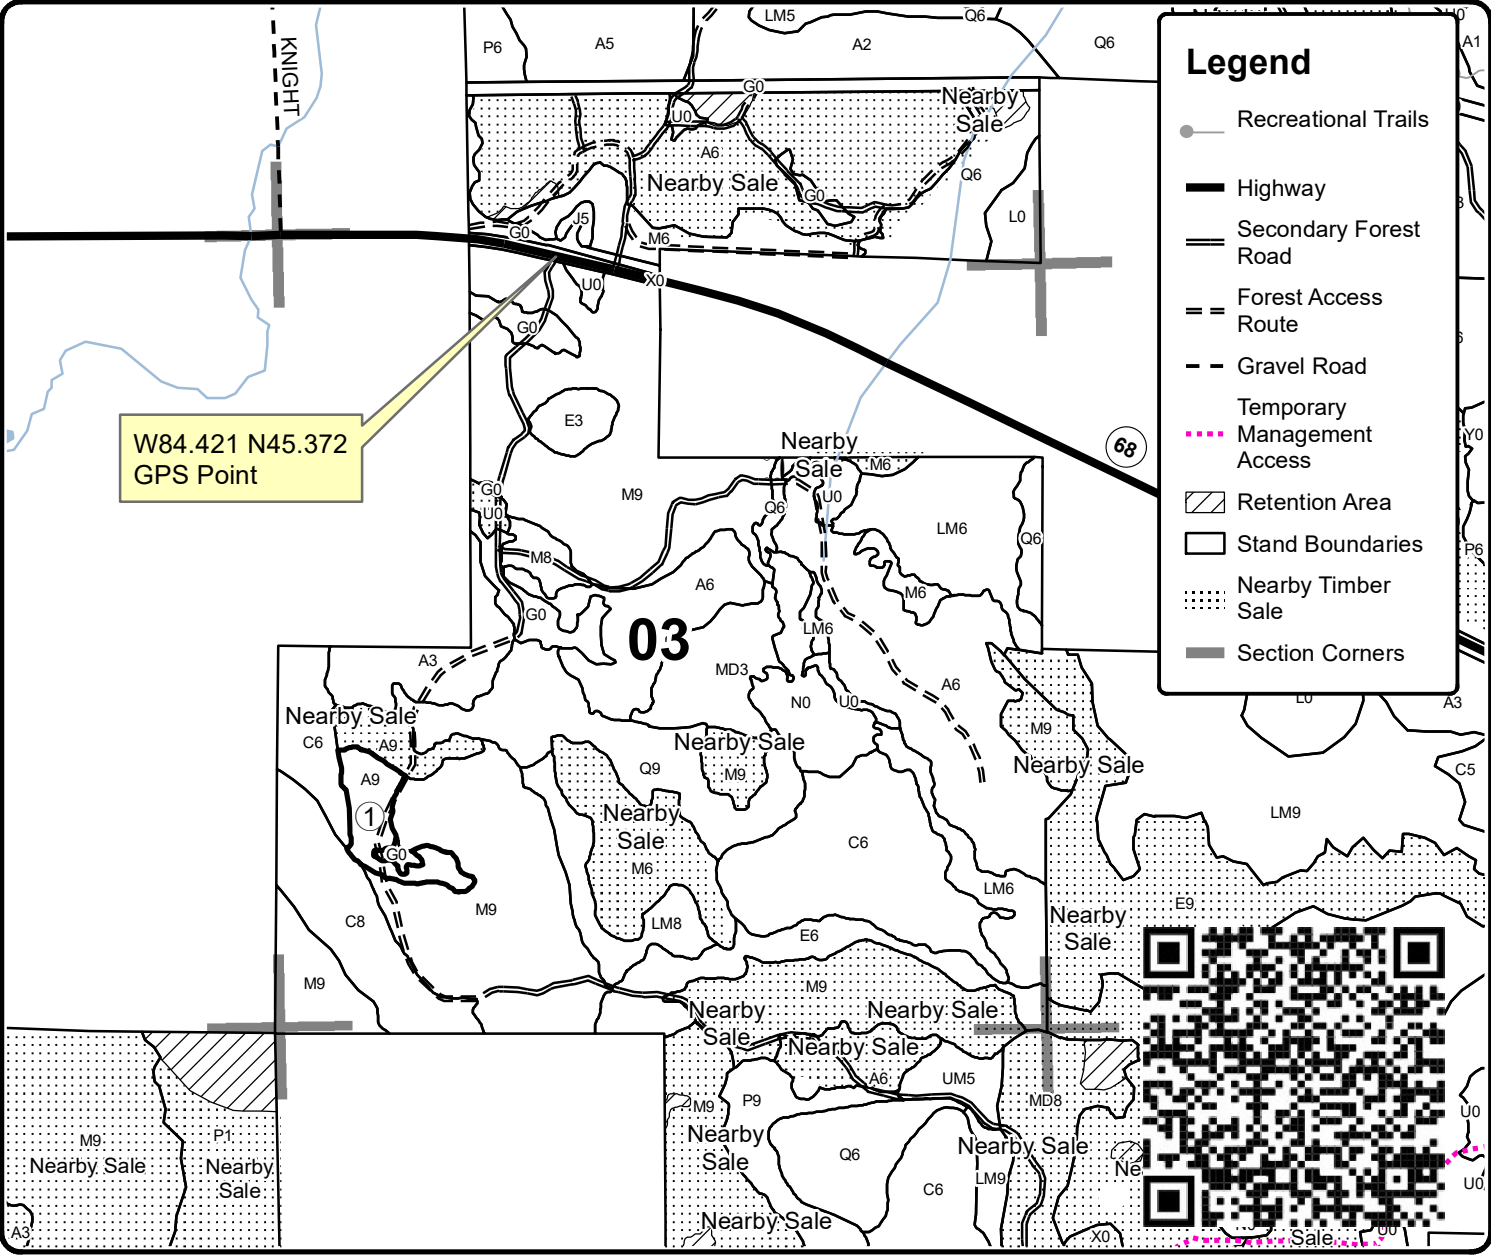 LM5
Q6
P6
A5
A2
Q6
A1
KNIGHT
G0
U0
Nearby
Sale
A6
Nearby Sale
Q6
G0
L0
J5
G0
M6
U0
X0
G0
W84.421 N45.372
GPS Point
E3
68
Nearby
Sale
M6
G0
M9
U0
U0
Q6
LM6
Q6
M8
A6
M6
G0
LM6
03
A3
MD3
A6
N0
U0
Nearby Sale
C6
A9
Nearby Sale
M9
M9
Nearby Sale
A9
Q9
1
Nearby
Sale
C6
G0
M6
LM6
M9
C8
LM8
E6
Nearby
Sale
E9
LM9
M9
M9
Nearby
Sale
Nearby Sale
Nearby Sale
A6
UM5
M9
P9
MD8
Nearby
Sale
Q6
Nearby Sale
LM9
C6
Nearby Sale
M9
Nearby Sale
P1
Nearby
Sale
A3
Ne
X0
Sale
U0
U0
U0
L0
A3
C5
Y0
P6
Legend
Recreational Trails
Highway
Secondary Forest
Road
Forest Access
Route
Gravel Road
Temporary
Management
Access
Retention Area
Stand Boundaries
Nearby Timber
Sale
Section Corners